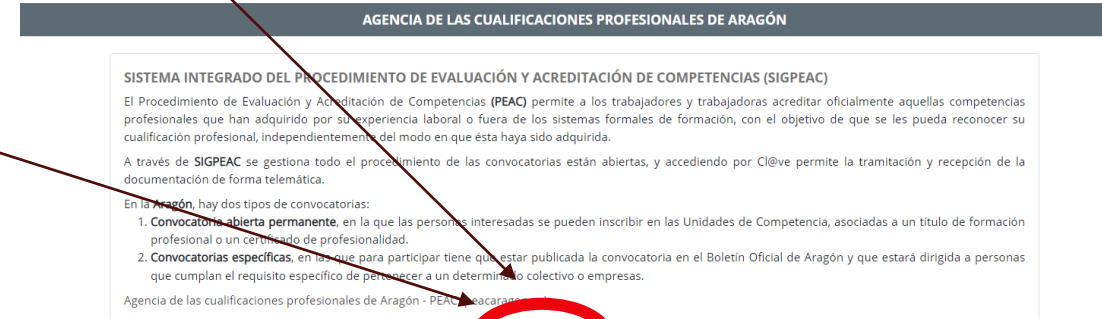 AGENCIA DE LAS CUALIFICACIONES PROFESIONALES DE ARAGÓN
SISTEMA INTEGRADO DEL PROCEDIMIENTO DE EVALUACIÓN Y ACREDITACIÓN DE COMPETENCIAS (SIGPEAC)
El Procedimiento de Evaluación y Acreditación de Competencias (PEAC) permite a los trabajadores y trabajadoras acreditar oficialmente aquellas competencias
profesionales que han adquirido por su experiencia laboral o fuera de los sistemas formales de formación, con el objetivo de que se les pueda reconocer su
cualificación profesional, independientemente del modo en que ésta haya sido adquirida.
A través de SIGPEAC se gestiona todo el procedimiento de las convocatorias están abiertas, y accediendo por Cl@ve permite la tramitación y recepción de la
documentación de forma telemática.
En la Aragón, hay dos tipos de convocatorias:
1. Convocatoria abierta permanente, en la que las personas interesadas se pueden inscribir en las Unidades de Competencia, asociadas a un título de formación
profesional o un certificado de profesionalidad.
2. Convocatorias específicas, en las que para participar tiene que estar publicada la convocatoria en el Boletín Oficial de Aragón y que estará dirigida a personas
que cumplan el requisito específico de pertenecer a un determinado colectivo o empresas.
Agencia de las cualificaciones profesionales de Aragón - PEAC